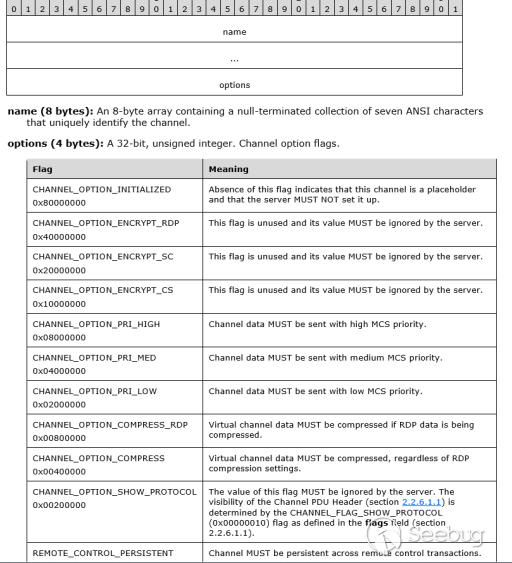 0 1 2 3 4 5 6 7 8 9 0 1 2 3 4 5 6 7 8 9 0 1 2 3 4 5 6 7 8 9 0 1
name
...
options
name (8 bytes): An 8-byte array containing a null-terminated collection of seven ANSI characters
that uniquely identify the channel.
options (4 bytes): A 32-bit, unsigned integer. Channel option flags.
Flag Meaning
CHANNEL_OPTION_INITIALIZED Absence of this flag indicates that this channel is a placeholder
0x80000000 and that the server MUST NOT set it up.
CHANNEL_OPTION_ENCRYPT_RDP This flag is unused and its value MUST be ignored by the server.
0x40000000
CHANNEL_OPTION_ENCRYPT_SC This flag is unused and its value MUST be ignored by the server.
0x20000000
CHANNEL_OPTION_ENCRYPT_CS This flag is unused and its value MUST be ignored by the server.
0x10000000
CHANNEL_OPTION_PRI_HIGH Channel data MUST be sent with high MCS priority.
0x08000000
CHANNEL_OPTION_PRI_MED Channel data MUST be sent with medium MCS priority.
0x04000000
CHANNEL_OPTION_PRI_LOW Channel data MUST be sent with low MCS priority.
0x02000000
CHANNEL_OPTION_COMPRESS_RDP Virtual channel data MUST be compressed if RDP data is being
0x00800000 compressed.
CHANNEL_OPTION_COMPRESS Virtual channel data MUST be compressed, regardless of RDP
0x00400000 compression settings.
CHANNEL_OPTION_SHOW_PROTOCOL The value of this flag MUST be ignored by the server. The
0x00200000 visibility of the Channel PDU Header (section 2.2.6.1.1) is
determined by the CHANNEL_FLAG_SHOW_PROTOCOL
(0x00000010) flag as defined in the flags field (section
2.2.6.1.1).
REMOTE_CONTROL_PERSISTENT Channel MUST be persistent across remote control transactions.
Seebug